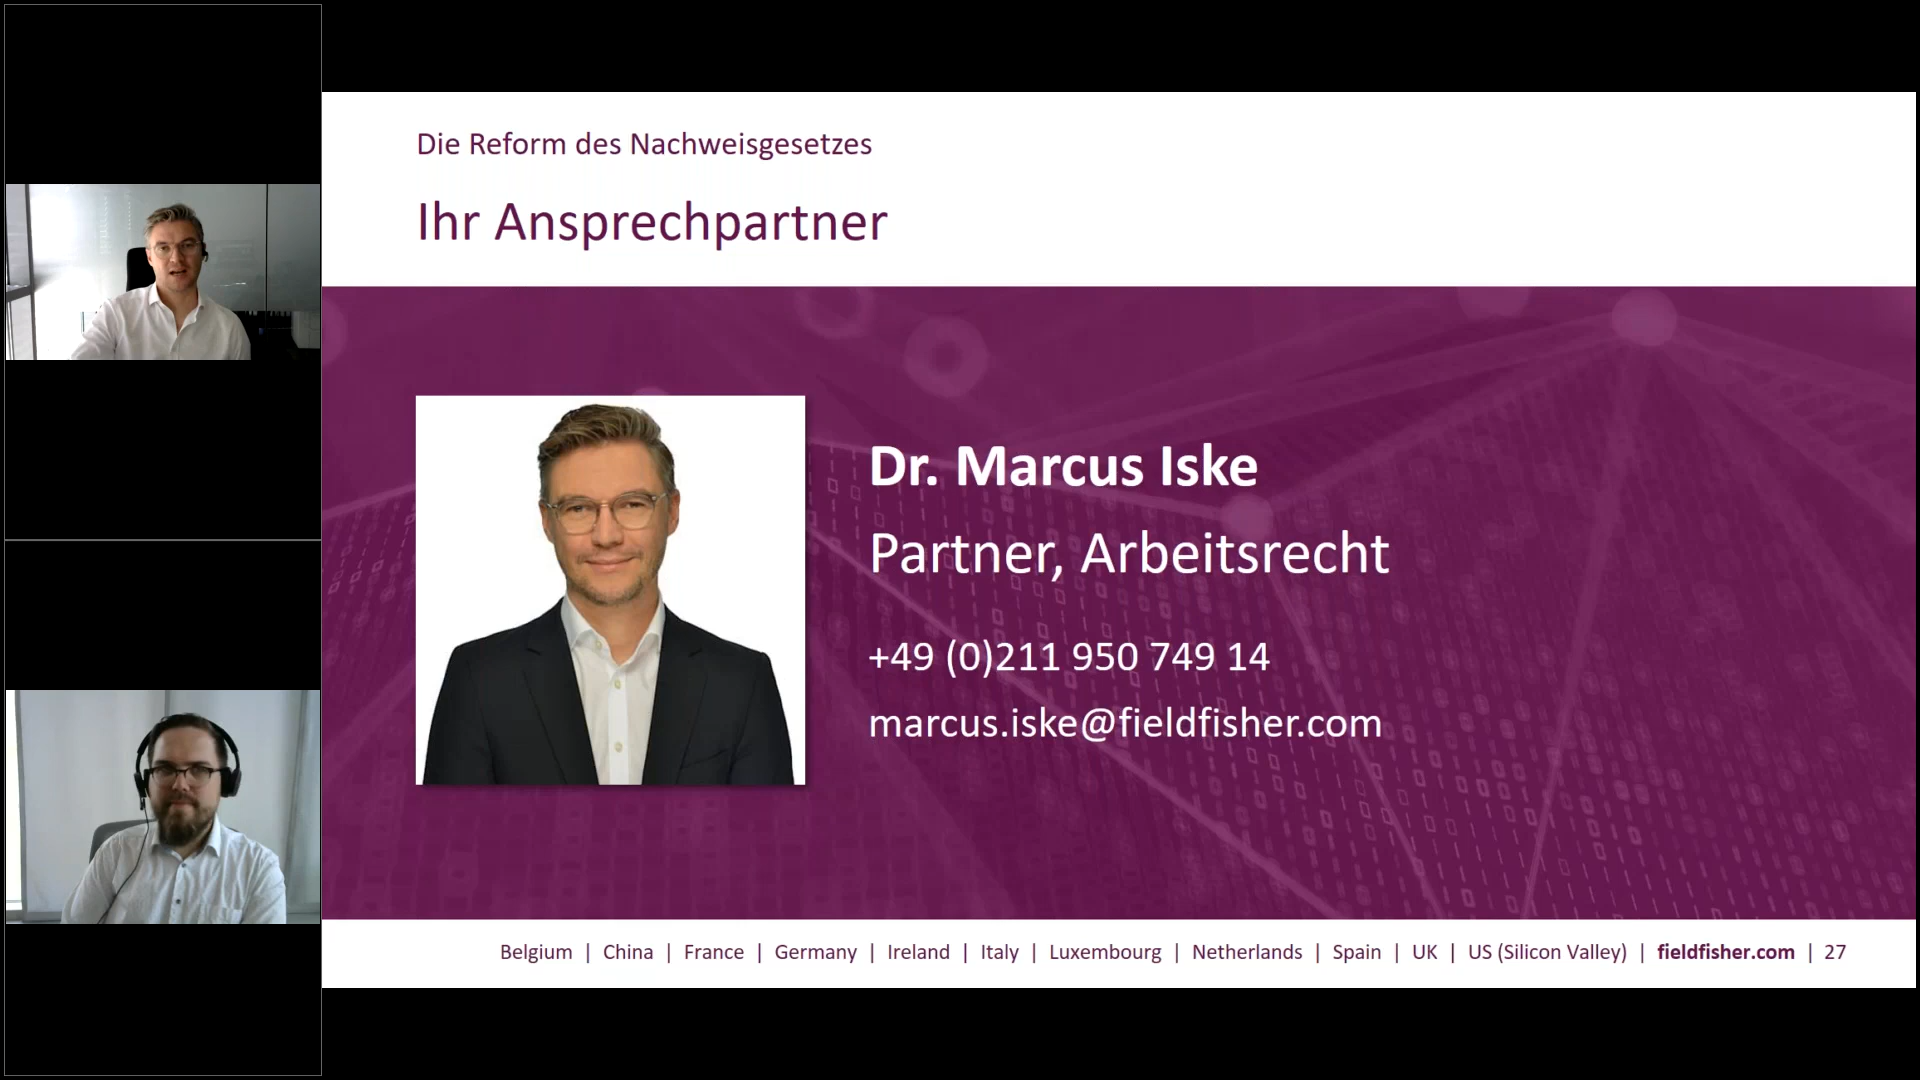 Die Reform des Nachweisgesetzes
Ihr Ansprechpartner
Dr. Marcus Iske
Partner, Arbeitsrecht
+49 (0)211 950 749 14
marcus.iske@fieldfisher.com
Belgium | China | France | Germany | Ireland | Italy | Luxembourg | Netherlands | Spain | UK | US (Silicon Valley) | fieldfisher.com | 27